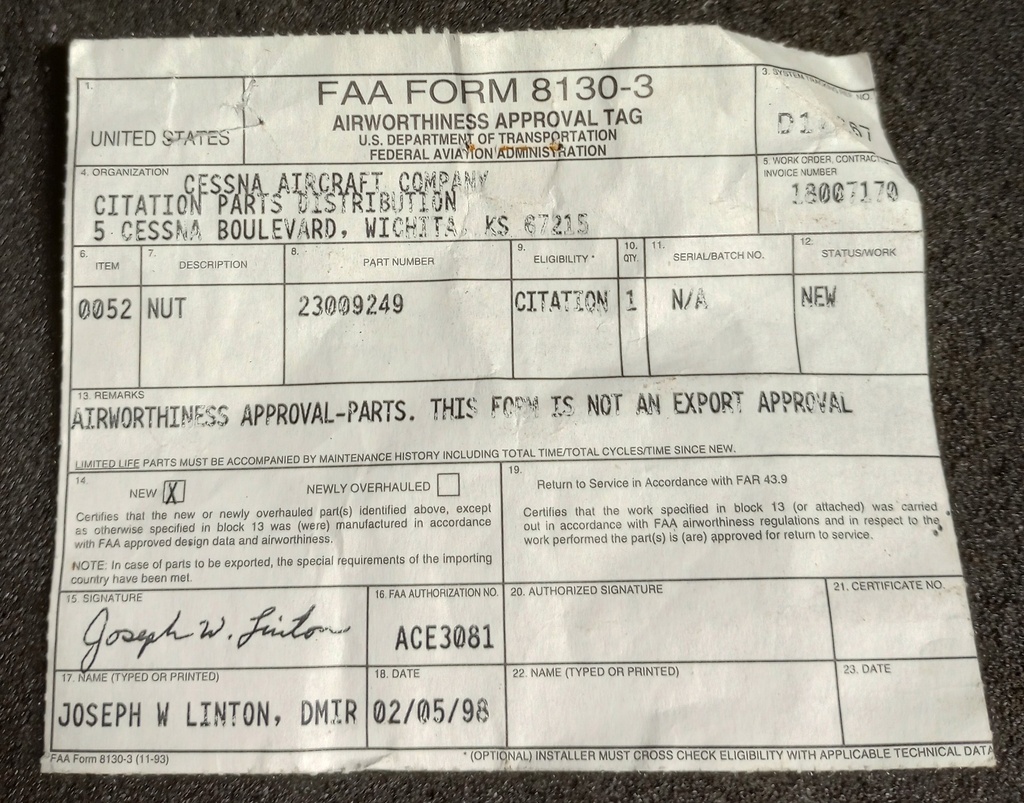 1.
UNITED STATES
FAA FORM 8130-3
AIRWORTHINESS APPROVAL TAG
U.S. DEPARTMENT OF TRANSPORTATION
FEDERAL AVIATION ADMINISTRATION
3. SYSTEM TRACKING REF NO.
4. ORGANIZATION
CESSNA AIRCRAFT COMPANY
CITATION PARTS DISTRIBUTION
5 CESSNA BOULEVARD, WICHITA, KS 67215
5. WORK ORDER, CONTRACT
INVOICE NUMBER
18007170
6. ITEM
7. DESCRIPTION
8. PART NUMBER
9. ELIGIBILITY *
10. QTY.
11. SERIAL/BATCH NO.
12. STATUS/WORK
0052 NUT 23009249 CITATION 1 N/A NEW
13. REMARKS
AIRWORTHINESS APPROVAL-PARTS. THIS FORM IS NOT AN EXPORT APPROVAL
LIMITED LIFE PARTS MUST BE ACCOMPANIED BY MAINTENANCE HISTORY INCLUDING TOTAL TIME/TOTAL CYCLES/TIME SINCE NEW.
14.
NEW X NEWLY OVERHAULED
Certifies that the new or newly overhauled part(s) identified above, except
as otherwise specified in block 13 was (were) manufactured in accordance
with FAA approved design data and airworthiness.
NOTE: In case of parts to be exported, the special requirements of the importing
country have been met.
19.
Return to Service in Accordance with FAR 43.9
Certifies that the work specified in block 13 (or attached) was carried
out in accordance with FAA airworthiness regulations and in respect to the
work performed the part(s) is (are) approved for return to service.
15. SIGNATURE
Joseph W. Linton
16. FAA AUTHORIZATION NO.
ACE3081
20. AUTHORIZED SIGNATURE
21. CERTIFICATE NO.
17. NAME (TYPED OR PRINTED)
JOSEPH W LINTON, DMIR
18. DATE
02/05/98
22. NAME (TYPED OR PRINTED)
23. DATE
FAA Form 8130-3 (11-93)
* (OPTIONAL) INSTALLER MUST CROSS CHECK ELIGIBILITY WITH APPLICABLE TECHNICAL DATA